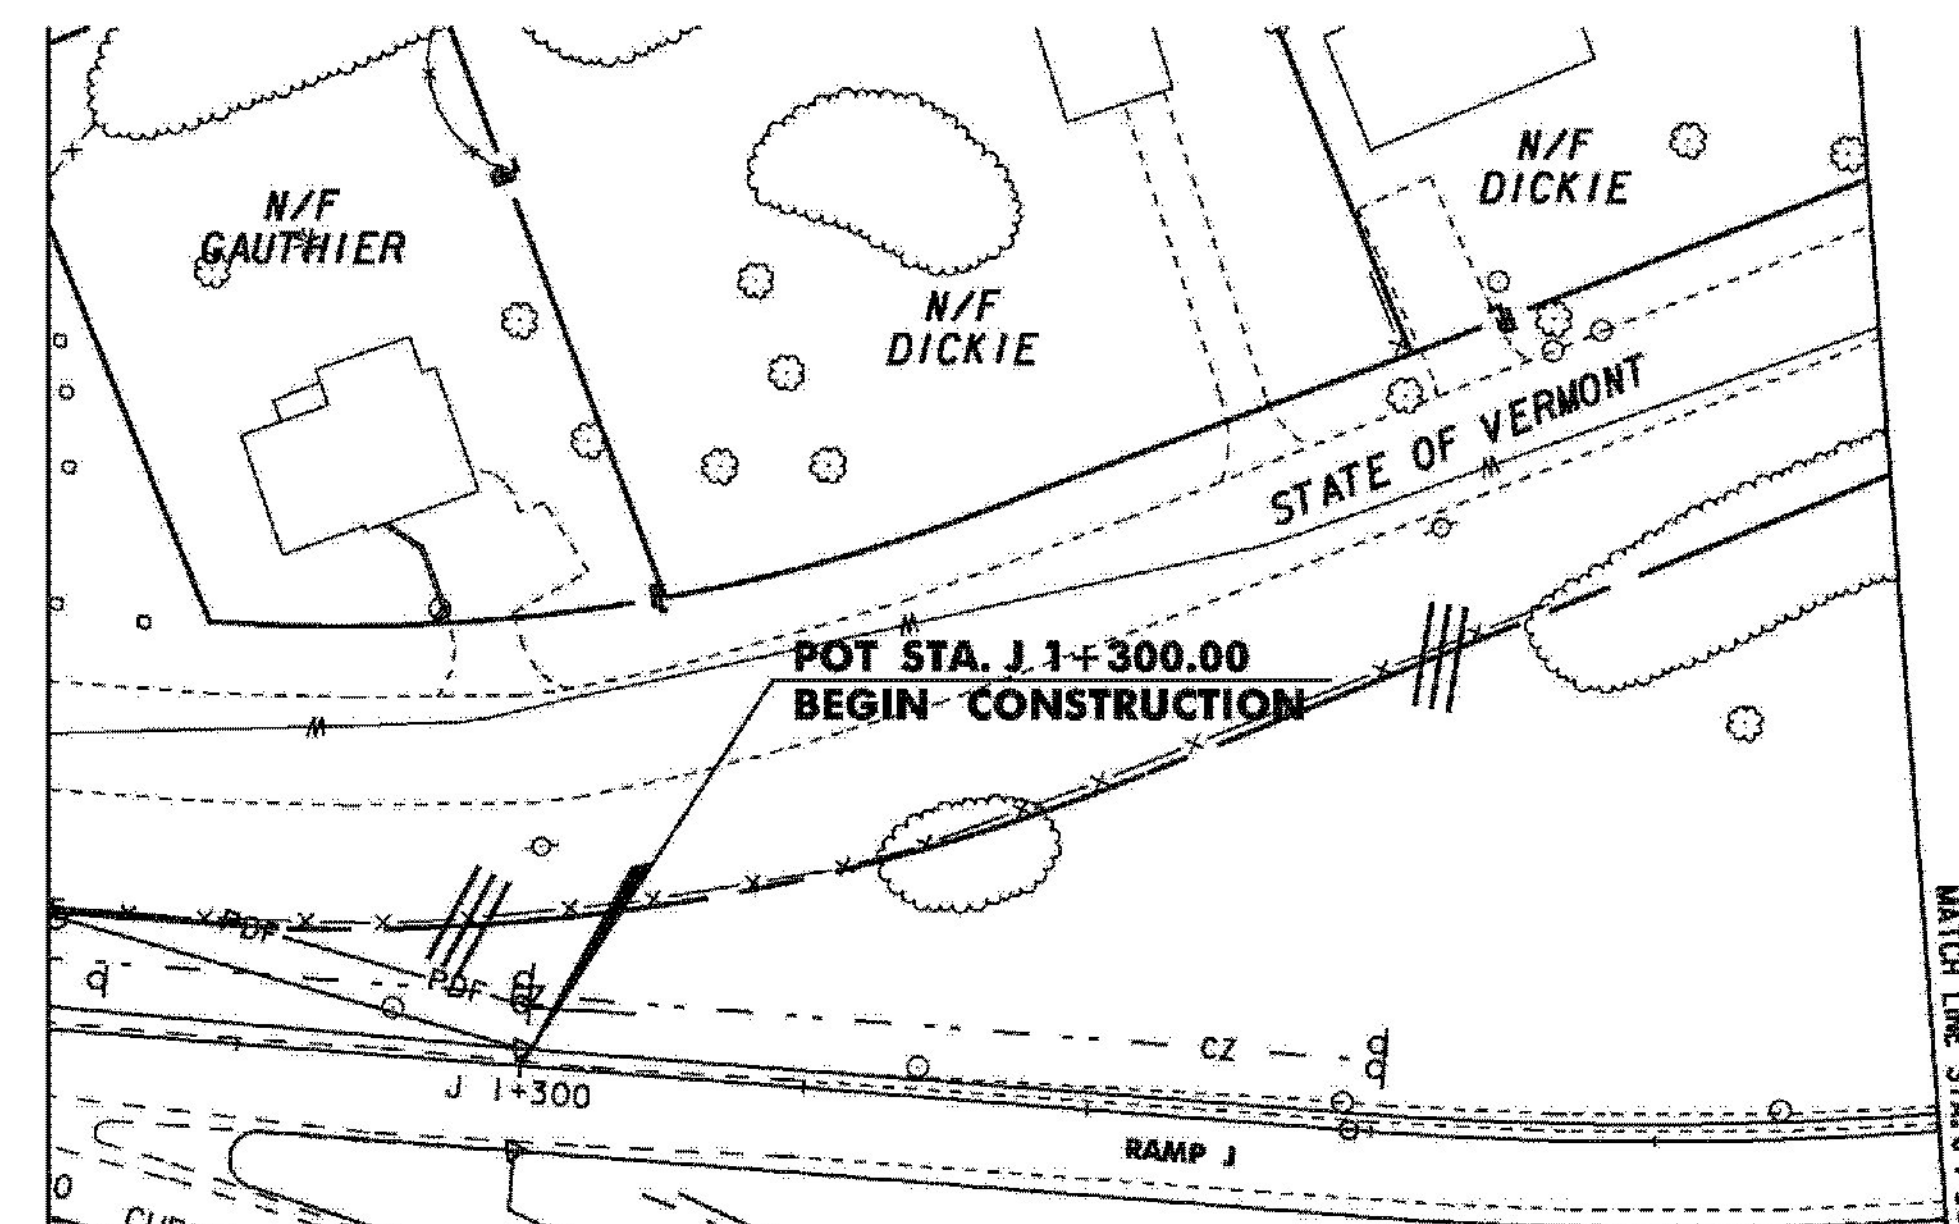 N/F
DICKIE
N/F
GAUTHIER
N/F
DICKIE
STATE OF VERMONT
W
W
W
POT STA. J 1+300.00
BEGIN CONSTRUCTION
PDF
PDF
CZ
J 1+300
RAMP J
MATCH LINE
0